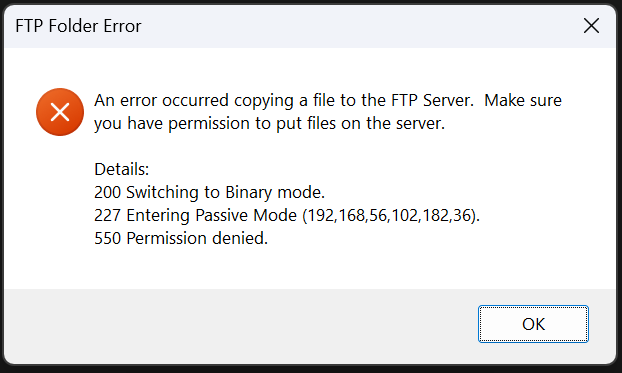 FTP Folder Error
An error occurred copying a file to the FTP Server.  Make sure
you have permission to put files on the server.
Details:
200 Switching to Binary mode.
227 Entering Passive Mode (192,168,56,102,182,36).
550 Permission denied.
OK